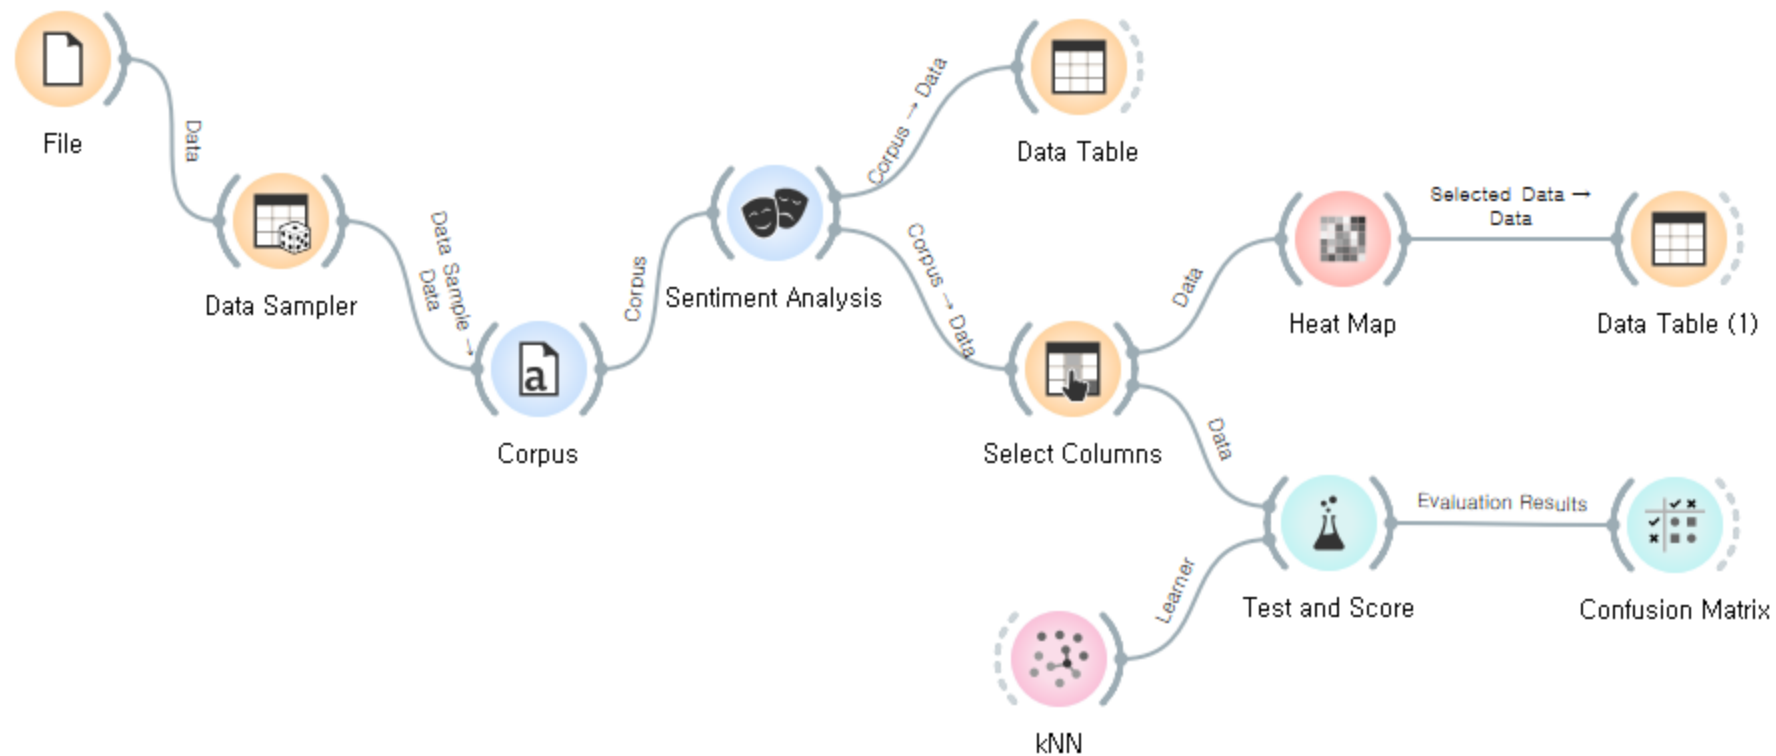 File
Data
Data Sampler
Data Sample →
Data
Corpus
Corpus
Sentiment Analysis
Corpus → Data
Data Table
Corpus → Data
Select Columns
Data
Heat Map
Selected Data →
Data
Data Table (1)
Data
Learner
kNN
Test and Score
Evaluation Results
Confusion Matrix
a